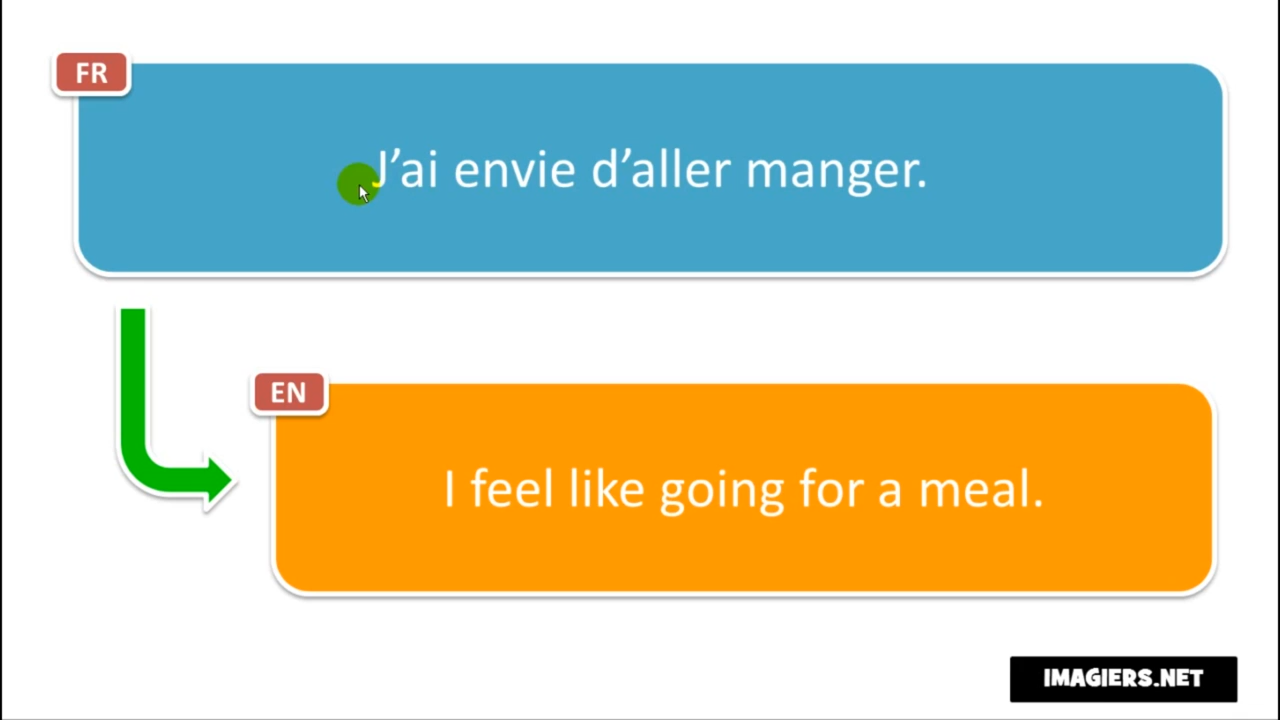 FR
J’ai envie d’aller manger.
EN
I feel like going for a meal.
IMAGIERS.NET